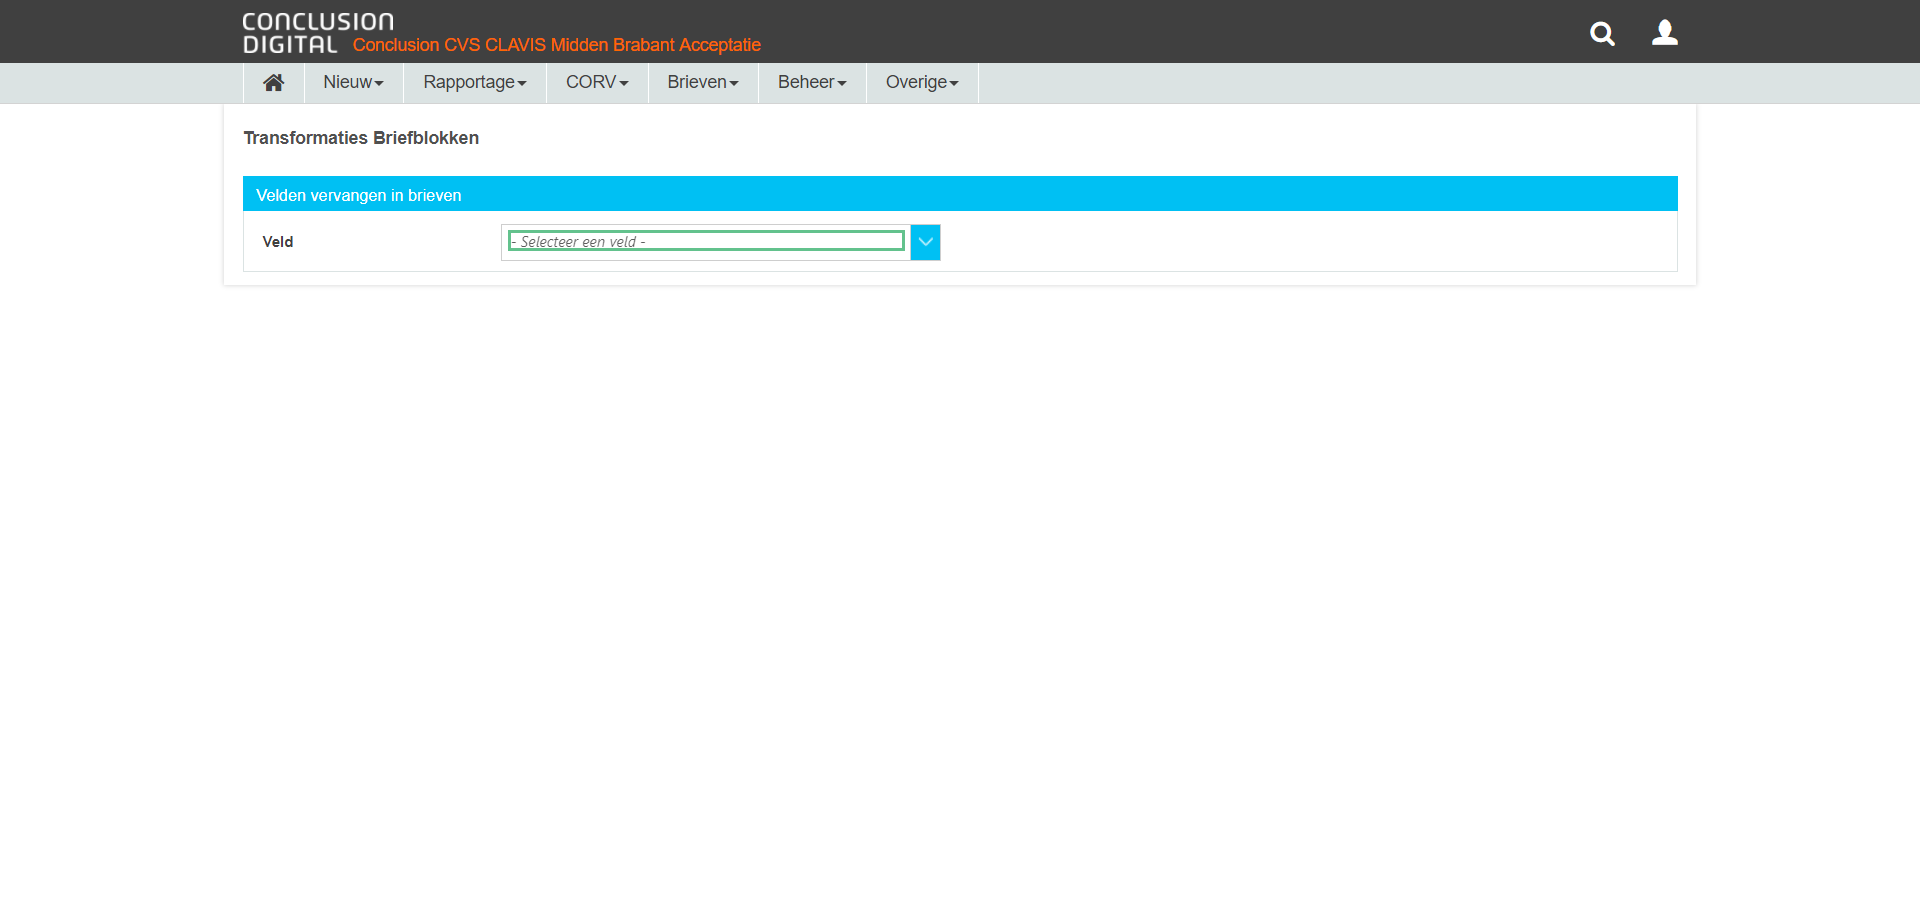 CONCLUSION
DIGITAL Conclusion CVS CLAVIS Midden Brabant Acceptatie
Nieuw Rapportage CORV Brieven Beheer Overige
Transformaties Briefblokken
Velden vervangen in brieven
Veld - Selecteer een veld -